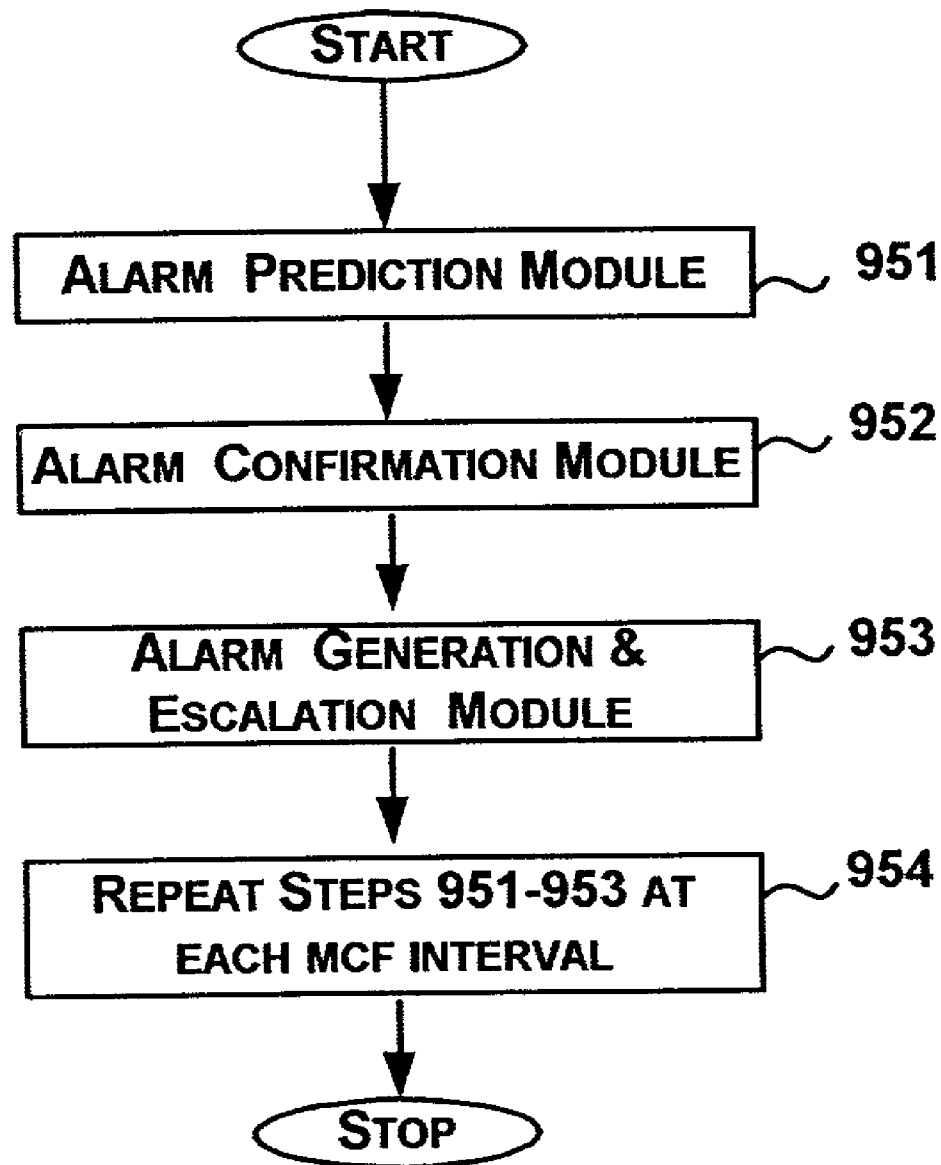 START
ALARM PREDICTION MODULE
951
ALARM CONFIRMATION MODULE
952
ALARM GENERATION &
ESCALATION MODULE
953
REPEAT STEPS 951-953 AT
EACH MCF INTERVAL
954
STOP